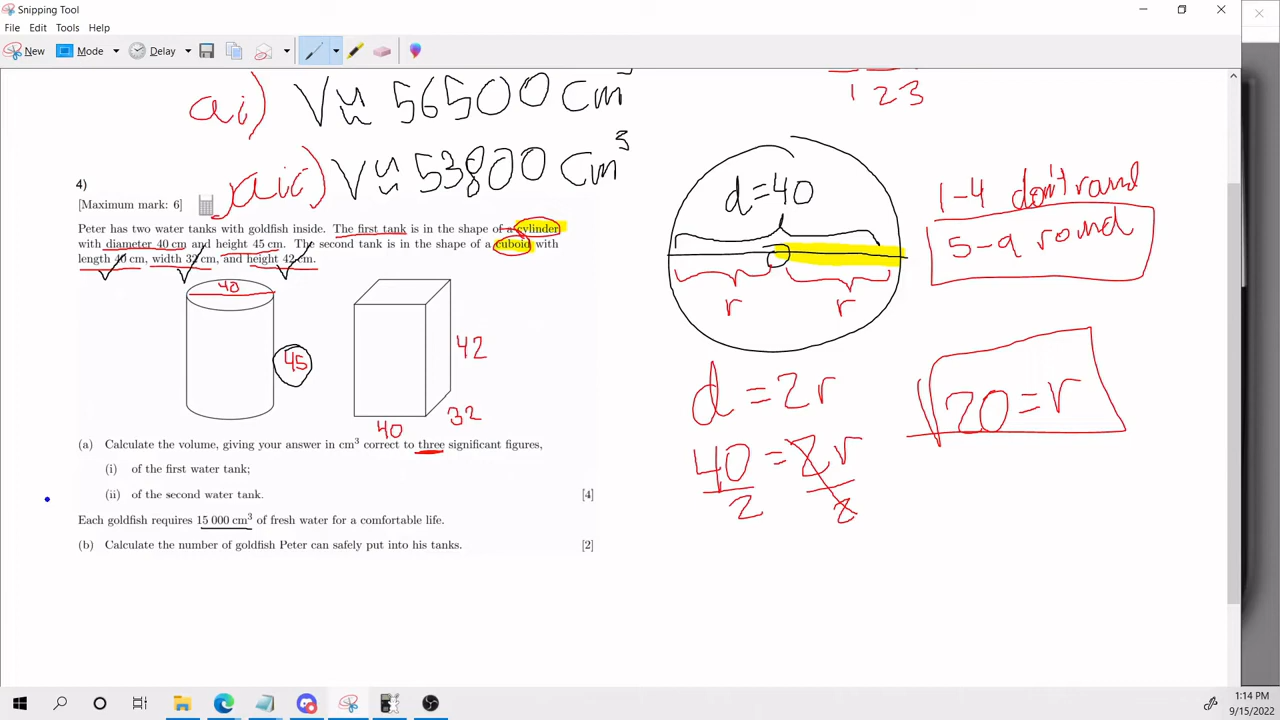 Snipping Tool
File Edit Tools Help
New Mode Delay
ai) V ≈ 56500 cm³
1 2 3
aii) V ≈ 53800 cm³
4)
[Maximum mark: 6]
Peter has two water tanks with goldfish inside. The first tank is in the shape of a cylinder
with diameter 40 cm and height 45 cm. The second tank is in the shape of a cuboid with
length 40 cm, width 32 cm, and height 42 cm.
40
45
42
32
40
(a) Calculate the volume, giving your answer in cm³ correct to three significant figures,
(i) of the first water tank;
(ii) of the second water tank. [4]
Each goldfish requires 15 000 cm³ of fresh water for a comfortable life.
(b) Calculate the number of goldfish Peter can safely put into his tanks. [2]
d=40
r r
1-4 don't round
5-9 round
d = 2r
40 = 2r
2 2
20 = r
1:14 PM
9/15/2022